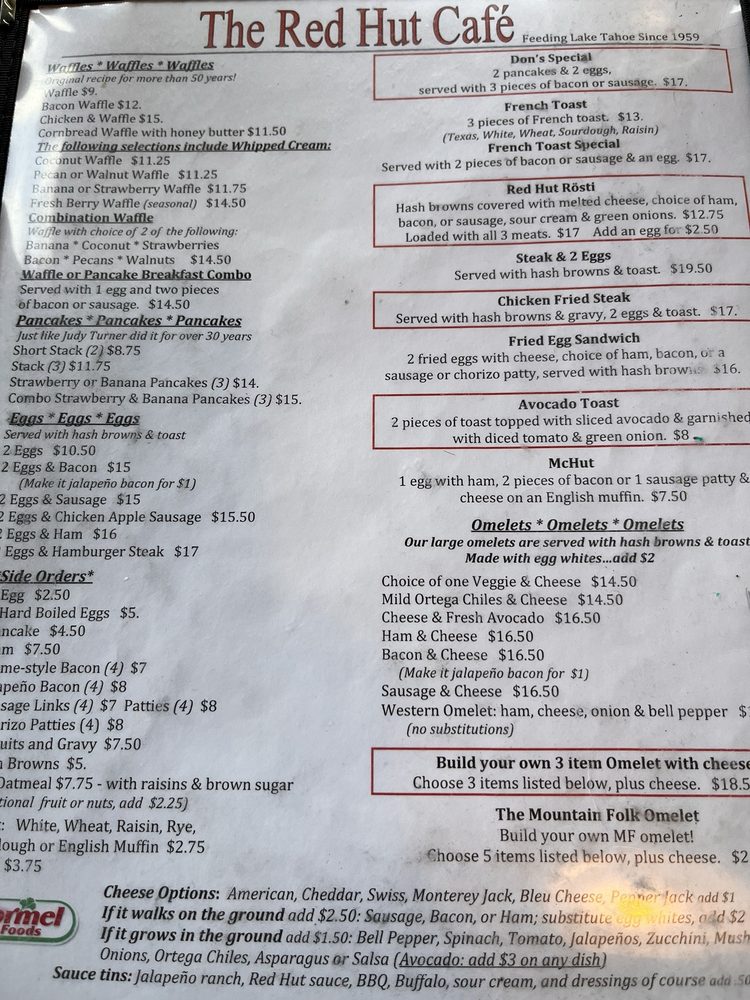 The Red Hut Café Feeding Lake Tahoe Since 1959
Waffles * Waffles * Waffles
Original recipe for more than 50 years!
Waffle $9.
Bacon Waffle $12.
Chicken & Waffle $15.
Cornbread Waffle with honey butter $11.50
The following selections include Whipped Cream:
Coconut Waffle $11.25
Pecan or Walnut Waffle $11.25
Banana or Strawberry Waffle $11.75
Fresh Berry Waffle (seasonal) $14.50
Combination Waffle
Waffle with choice of 2 of the following:
Banana * Coconut * Strawberries
Bacon * Pecans * Walnuts $14.50
Waffle or Pancake Breakfast Combo
Served with 1 egg and two pieces
of bacon or sausage. $14.50
Pancakes * Pancakes * Pancakes
Just like Judy Turner did it for over 30 years
Short Stack (2) $8.75
Stack (3) $11.75
Strawberry or Banana Pancakes (3) $14.
Combo Strawberry & Banana Pancakes (3) $15.
Eggs * Eggs * Eggs
Served with hash browns & toast
2 Eggs $10.50
2 Eggs & Bacon $15
(Make it jalapeño bacon for $1)
2 Eggs & Sausage $15
2 Eggs & Chicken Apple Sausage $15.50
Eggs & Ham $16
Eggs & Hamburger Steak $17
Side Orders*
Egg $2.50
Hard Boiled Eggs $5.
ncake $4.50
m $7.50
me-style Bacon (4) $7
apeño Bacon (4) $8
sage Links (4) $7 Patties (4) $8
rizo Patties (4) $8
uits and Gravy $7.50
Browns $5.
Oatmeal $7.75 - with raisins & brown sugar
tional fruit or nuts, add $2.25)
: White, Wheat, Raisin, Rye,
lough or English Muffin $2.75
$3.75
Don's Special
2 pancakes & 2 eggs,
served with 3 pieces of bacon or sausage. $17.
French Toast
3 pieces of French toast. $13.
(Texas, White, Wheat, Sourdough, Raisin)
French Toast Special
Served with 2 pieces of bacon or sausage & an egg. $17.
Red Hut Rösti
Hash browns covered with melted cheese, choice of ham,
bacon, or sausage, sour cream & green onions. $12.75
Loaded with all 3 meats. $17 Add an egg for $2.50
Steak & 2 Eggs
Served with hash browns & toast. $19.50
Chicken Fried Steak
Served with hash browns & gravy, 2 eggs & toast. $17.
Fried Egg Sandwich
2 fried eggs with cheese, choice of ham, bacon, or a
sausage or chorizo patty, served with hash browns $16.
Avocado Toast
2 pieces of toast topped with sliced avocado & garnished
with diced tomato & green onion. $8
McHut
1 egg with ham, 2 pieces of bacon or 1 sausage patty &
cheese on an English muffin. $7.50
Omelets * Omelets * Omelets
Our large omelets are served with hash browns & toast
Made with egg whites...add $2
Choice of one Veggie & Cheese $14.50
Mild Ortega Chiles & Cheese $14.50
Cheese & Fresh Avocado $16.50
Ham & Cheese $16.50
Bacon & Cheese $16.50
(Make it jalapeño bacon for $1)
Sausage & Cheese $16.50
Western Omelet: ham, cheese, onion & bell pepper $
(no substitutions)
Build your own 3 item Omelet with cheese
Choose 3 items listed below, plus cheese. $18.5
The Mountain Folk Omelet
Build your own MF omelet!
Choose 5 items listed below, plus cheese. $2
ormel
Foods
Cheese Options: American, Cheddar, Swiss, Monterey Jack, Bleu Cheese, Pepper Jack add $1
If it walks on the ground add $2.50: Sausage, Bacon, or Ham; substitute egg whites, add $2
If it grows in the ground add $1.50: Bell Pepper, Spinach, Tomato, Jalapeños, Zucchini, Mush
Onions, Ortega Chiles, Asparagus or Salsa (Avocado: add $3 on any dish)
Sauce tins: Jalapeño ranch, Red Hut sauce, BBQ, Buffalo, sour cream, and dressings of course add .50